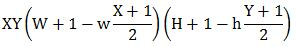 XY(W + 1 − w (X + 1)/2)(H + 1 − h (Y + 1)/2)